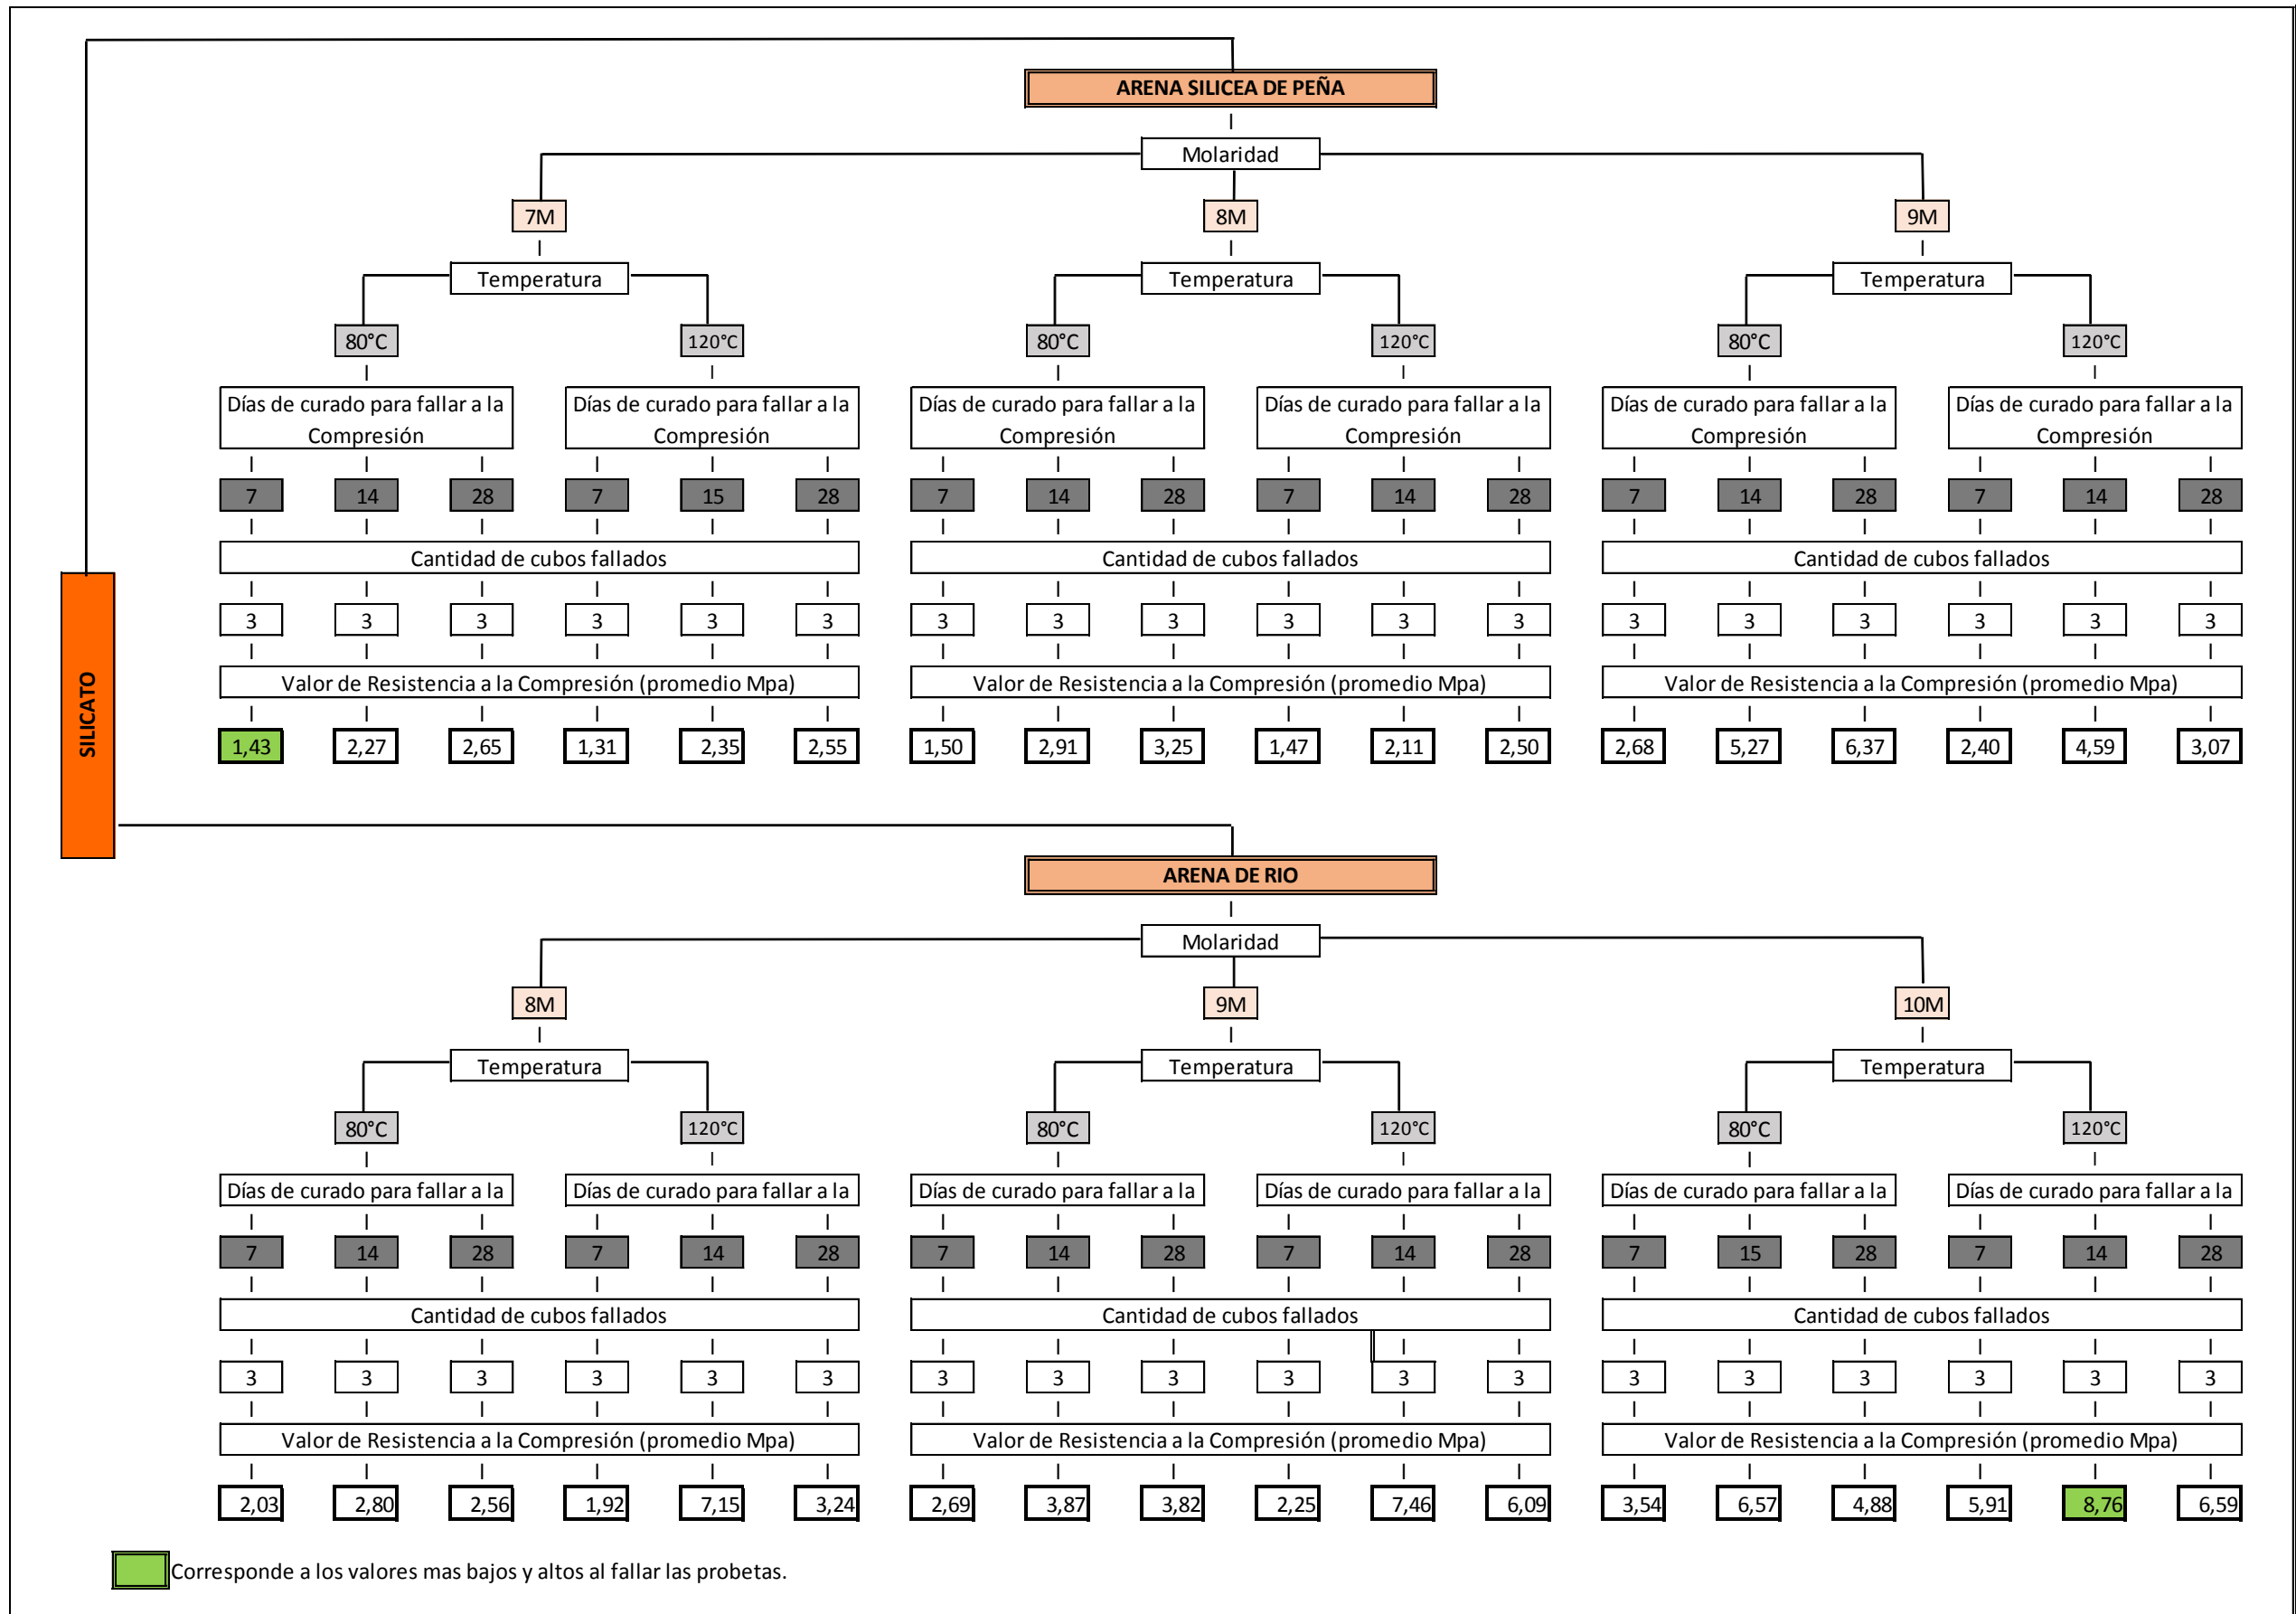 ARENA SILICEA DE PEÑA
Molaridad
7M 8M 9M
Temperatura Temperatura Temperatura
80°C 120°C 80°C 120°C 80°C 120°C
Días de curado para fallar a la Días de curado para fallar a la Días de curado para fallar a la Días de curado para fallar a la Días de curado para fallar a la Días de curado para fallar a la
Compresión Compresión Compresión Compresión Compresión Compresión
7 14 28 7 15 28 7 14 28 7 14 28 7 14 28 7 14 28
Cantidad de cubos fallados Cantidad de cubos fallados Cantidad de cubos fallados
3 3 3 3 3 3 3 3 3 3 3 3 3 3 3 3 3 3
Valor de Resistencia a la Compresión (promedio Mpa) Valor de Resistencia a la Compresión (promedio Mpa) Valor de Resistencia a la Compresión (promedio Mpa)
SILICATO
1,43 2,27 2,65 1,31 2,35 2,55 1,50 2,91 3,25 1,47 2,11 2,50 2,68 5,27 6,37 2,40 4,59 3,07
ARENA DE RIO
Molaridad
8M 9M 10M
Temperatura Temperatura Temperatura
80°C 120°C 80°C 120°C 80°C 120°C
Días de curado para fallar a la Días de curado para fallar a la Días de curado para fallar a la Días de curado para fallar a la Días de curado para fallar a la Días de curado para fallar a la
7 14 28 7 14 28 7 14 28 7 14 28 7 15 28 7 14 28
Cantidad de cubos fallados Cantidad de cubos fallados Cantidad de cubos fallados
3 3 3 3 3 3 3 3 3 3 3 3 3 3 3 3 3 3
Valor de Resistencia a la Compresión (promedio Mpa) Valor de Resistencia a la Compresión (promedio Mpa) Valor de Resistencia a la Compresión (promedio Mpa)
2,03 2,80 2,56 1,92 7,15 3,24 2,69 3,87 3,82 2,25 7,46 6,09 3,54 6,57 4,88 5,91 8,76 6,59
Corresponde a los valores mas bajos y altos al fallar las probetas.